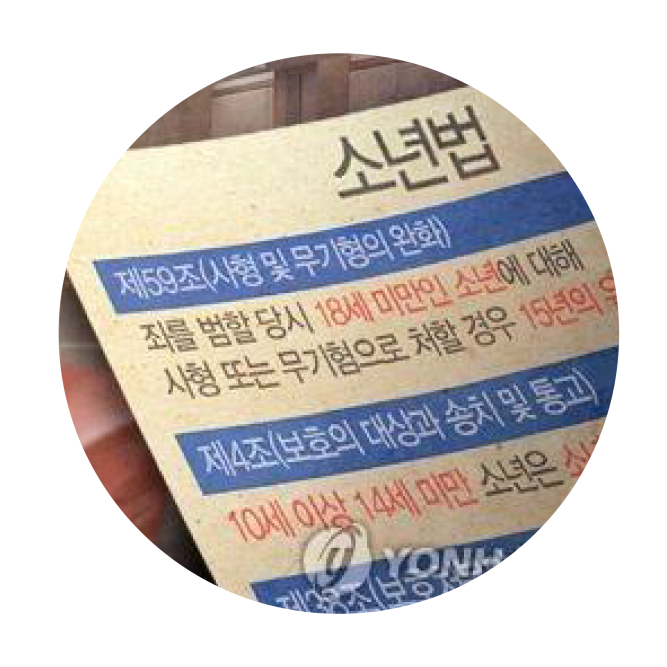 소년법
제59조(사형 및 무기형의 완화)
죄를 범할 당시 18세 미만인 소년에 대해
사형 또는 무기형으로 처할 경우 15년의
제4조(보호의 대상과 송치 및 통고)
10세 이상 14세 미만 소년은
YONH